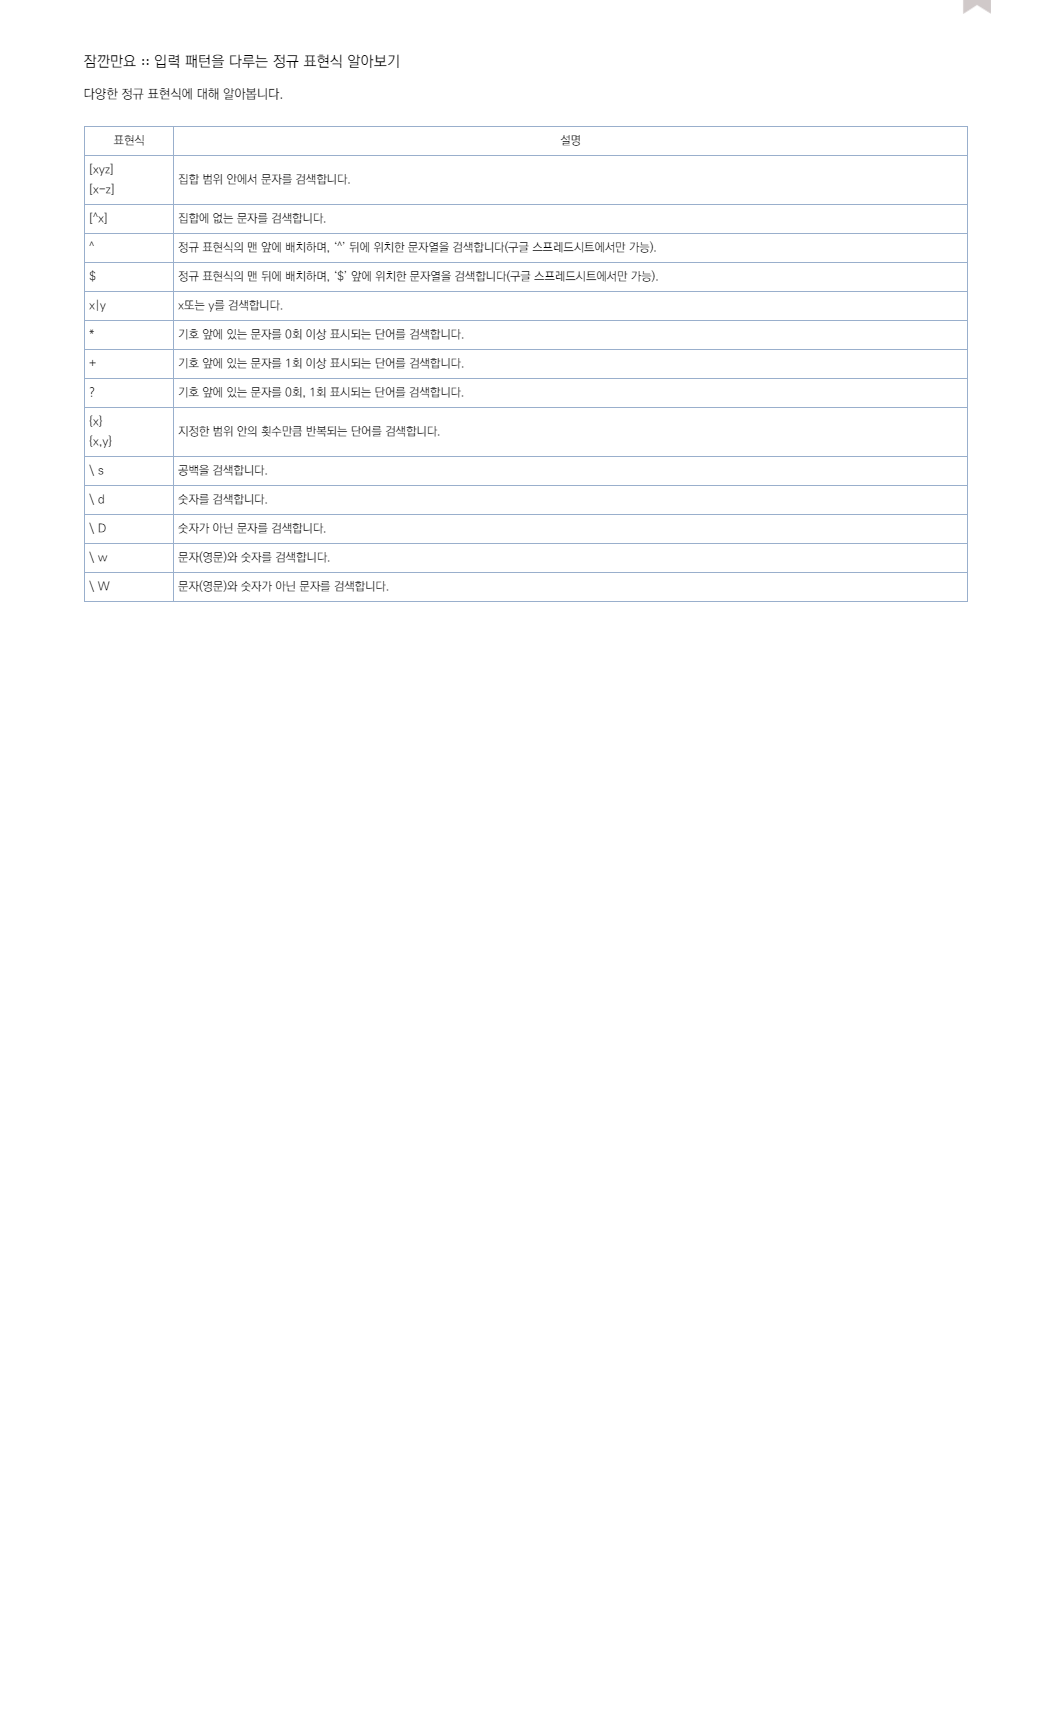 잠깐만요 :: 입력 패턴을 다루는 정규 표현식 알아보기
다양한 정규 표현식에 대해 알아봅니다.
표현식 설명
[xyz]
[x-z]
집합 범위 안에서 문자를 검색합니다.
[^x] 집합에 없는 문자를 검색합니다.
^ 정규 표현식의 맨 앞에 배치하며, ‘^’ 뒤에 위치한 문자열을 검색합니다(구글 스프레드시트에서만 가능).
$ 정규 표현식의 맨 뒤에 배치하며, ‘$’ 앞에 위치한 문자열을 검색합니다(구글 스프레드시트에서만 가능).
x|y x또는 y를 검색합니다.
* 기호 앞에 있는 문자를 0회 이상 표시되는 단어를 검색합니다.
+ 기호 앞에 있는 문자를 1회 이상 표시되는 단어를 검색합니다.
? 기호 앞에 있는 문자를 0회, 1회 표시되는 단어를 검색합니다.
{x}
{x,y}
지정한 범위 안의 횟수만큼 반복되는 단어를 검색합니다.
\ s 공백을 검색합니다.
\ d 숫자를 검색합니다.
\ D 숫자가 아닌 문자를 검색합니다.
\ w 문자(영문)와 숫자를 검색합니다.
\ W 문자(영문)와 숫자가 아닌 문자를 검색합니다.